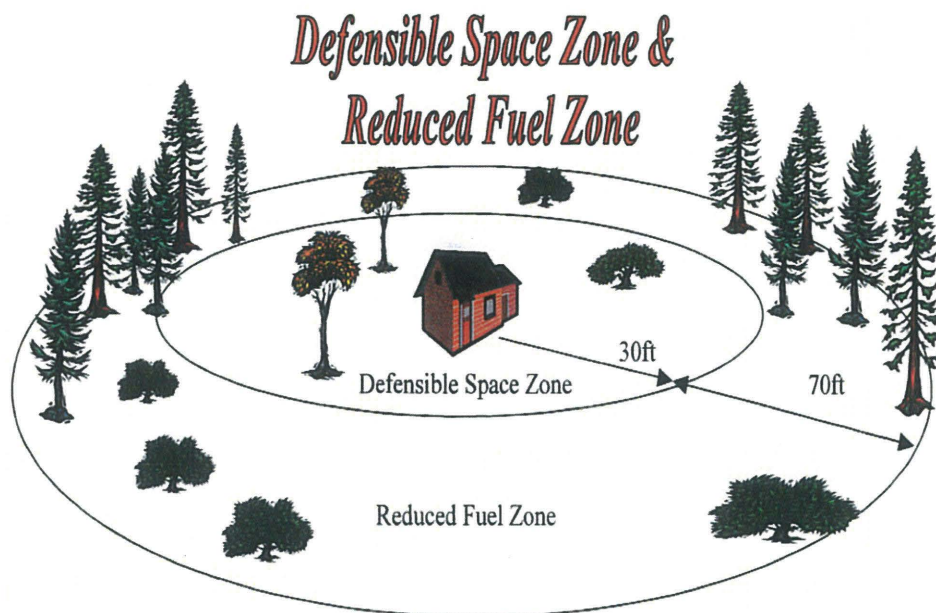 Defensible Space Zone &
Reduced Fuel Zone
30ft
Defensible Space Zone
70ft
Reduced Fuel Zone